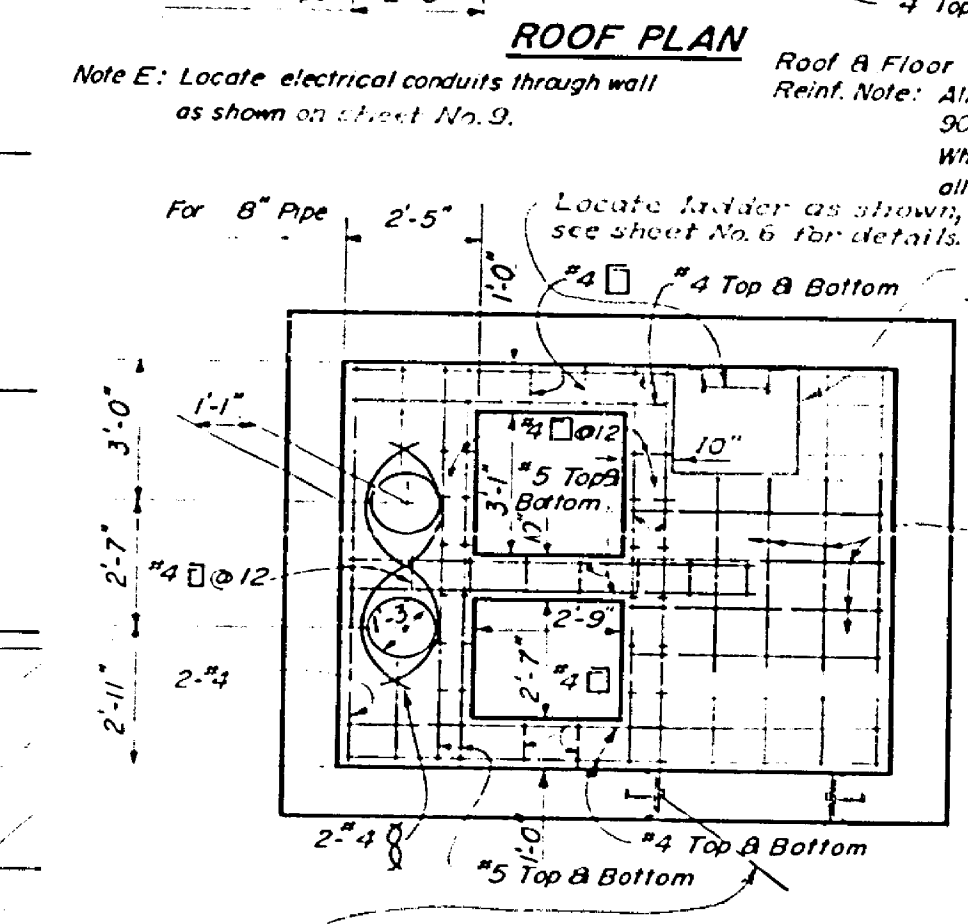 4 Top
ROOF PLAN
Note E: Locate electrical conduits through wall
as shown on sheet No. 9.
Roof & Floor
Reinf. Note: All
90
Wh
all
For 8" Pipe
2'-5"
Locate ladder as shown,
see sheet No. 6 for details.
1'-0"
#4
#4 Top & Bottom
3'-0"
1'-1"
#4 @12
10"
3'-1"
#5 Top &
Bottom
10"
2'-7"
#4 @12
1'-3
2'-9"
2'-7"
#4
2'-11"
2-#4
2-#4
1'-0"
#4 Top & Bottom
#5 Top & Bottom